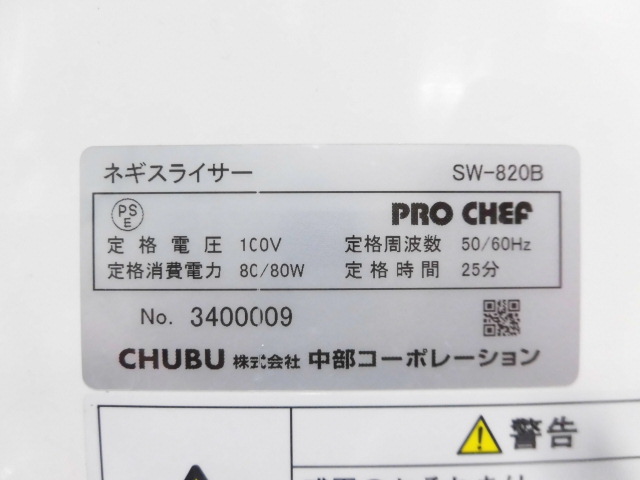 ネギスライサー SW-820B
PS E PRO CHEF
定格電圧 100V 定格周波数 50/60Hz
定格消費電力 80/80W 定格時間 25分
No. 3400009
CHUBU 株式会社 中部コーポレーション
警告